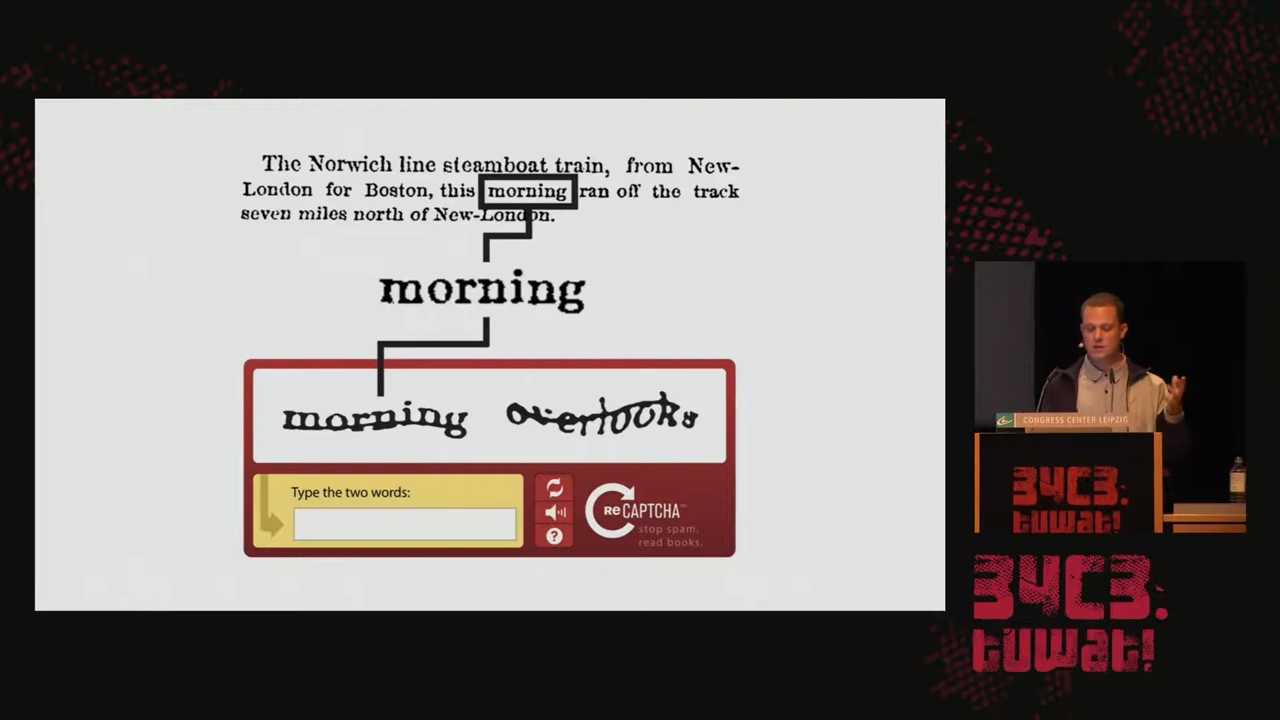 The Norwich line steamboat train, from New-
London for Boston, this morning ran off the track
seven miles north of New-London.
morning
morning overlooks
Type the two words:
ReCAPTCHA™
stop spam.
read books.
?
CONGRESS CENTER LEIPZIG
34C3:
tuwat!
34C3:
tuwat!